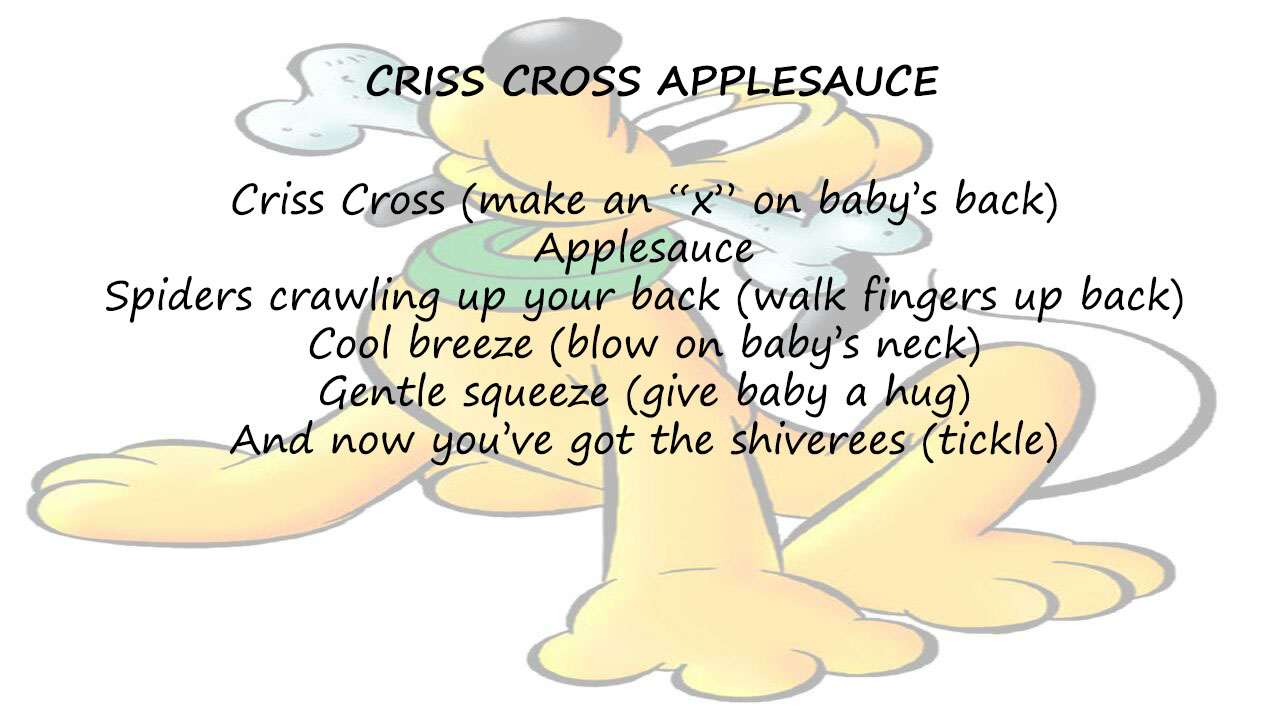 CRISS CROSS APPLESAUCE
Criss Cross (make an “x” on baby’s back)
Applesauce
Spiders crawling up your back (walk fingers up back)
Cool breeze (blow on baby’s neck)
Gentle squeeze (give baby a hug)
And now you’ve got the shiverees (tickle)